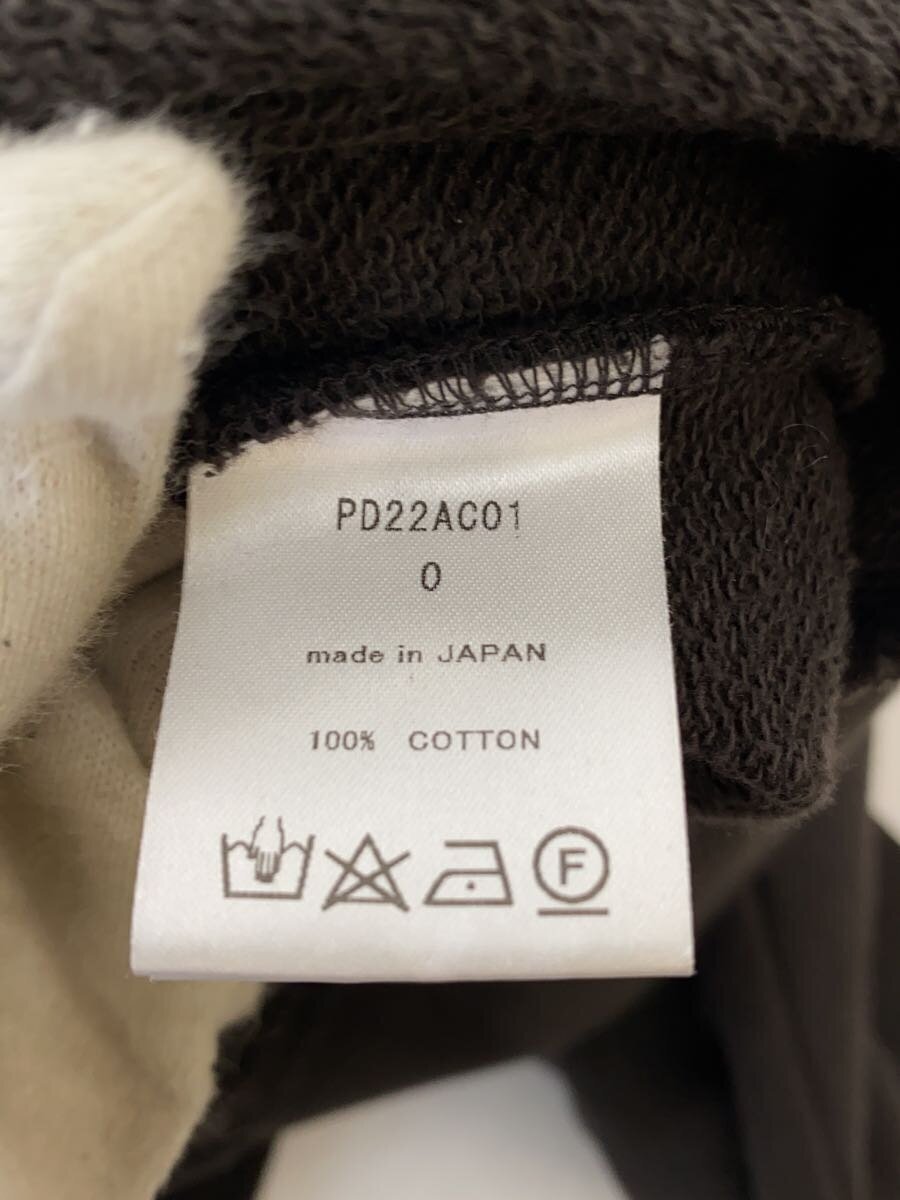 PD22AC01
0
made in JAPAN
100% COTTON
F